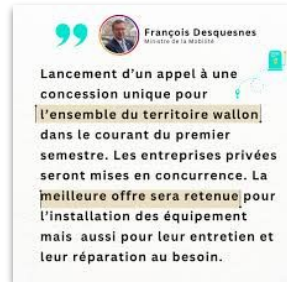 François Desquesnes
Ministre de la Mobilité
Lancement d'un appel à une
concession unique pour
l'ensemble du territoire wallon
dans le courant du premier
semestre. Les entreprises privées
seront mises en concurrence. La
meilleure offre sera retenue pour
l'installation des équipement
mais aussi pour leur entretien et
leur réparation au besoin.